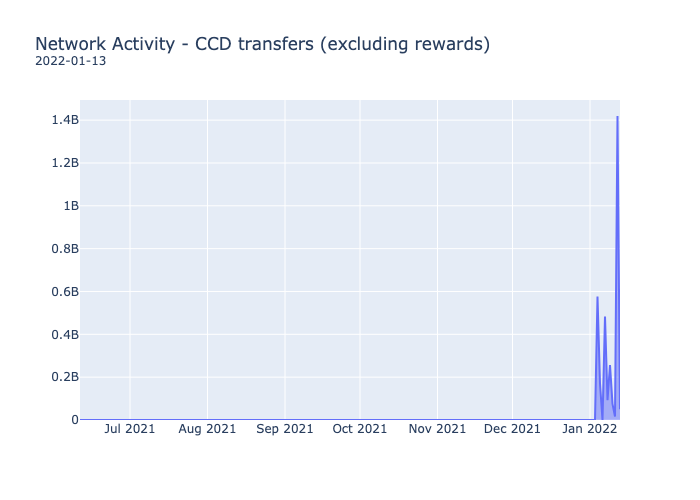 Network Activity - CCD transfers (excluding rewards)
2022-01-13
1.4B
1.2B
1B
0.8B
0.6B
0.4B
0.2B
0
Jul 2021 Aug 2021 Sep 2021 Oct 2021 Nov 2021 Dec 2021 Jan 2022